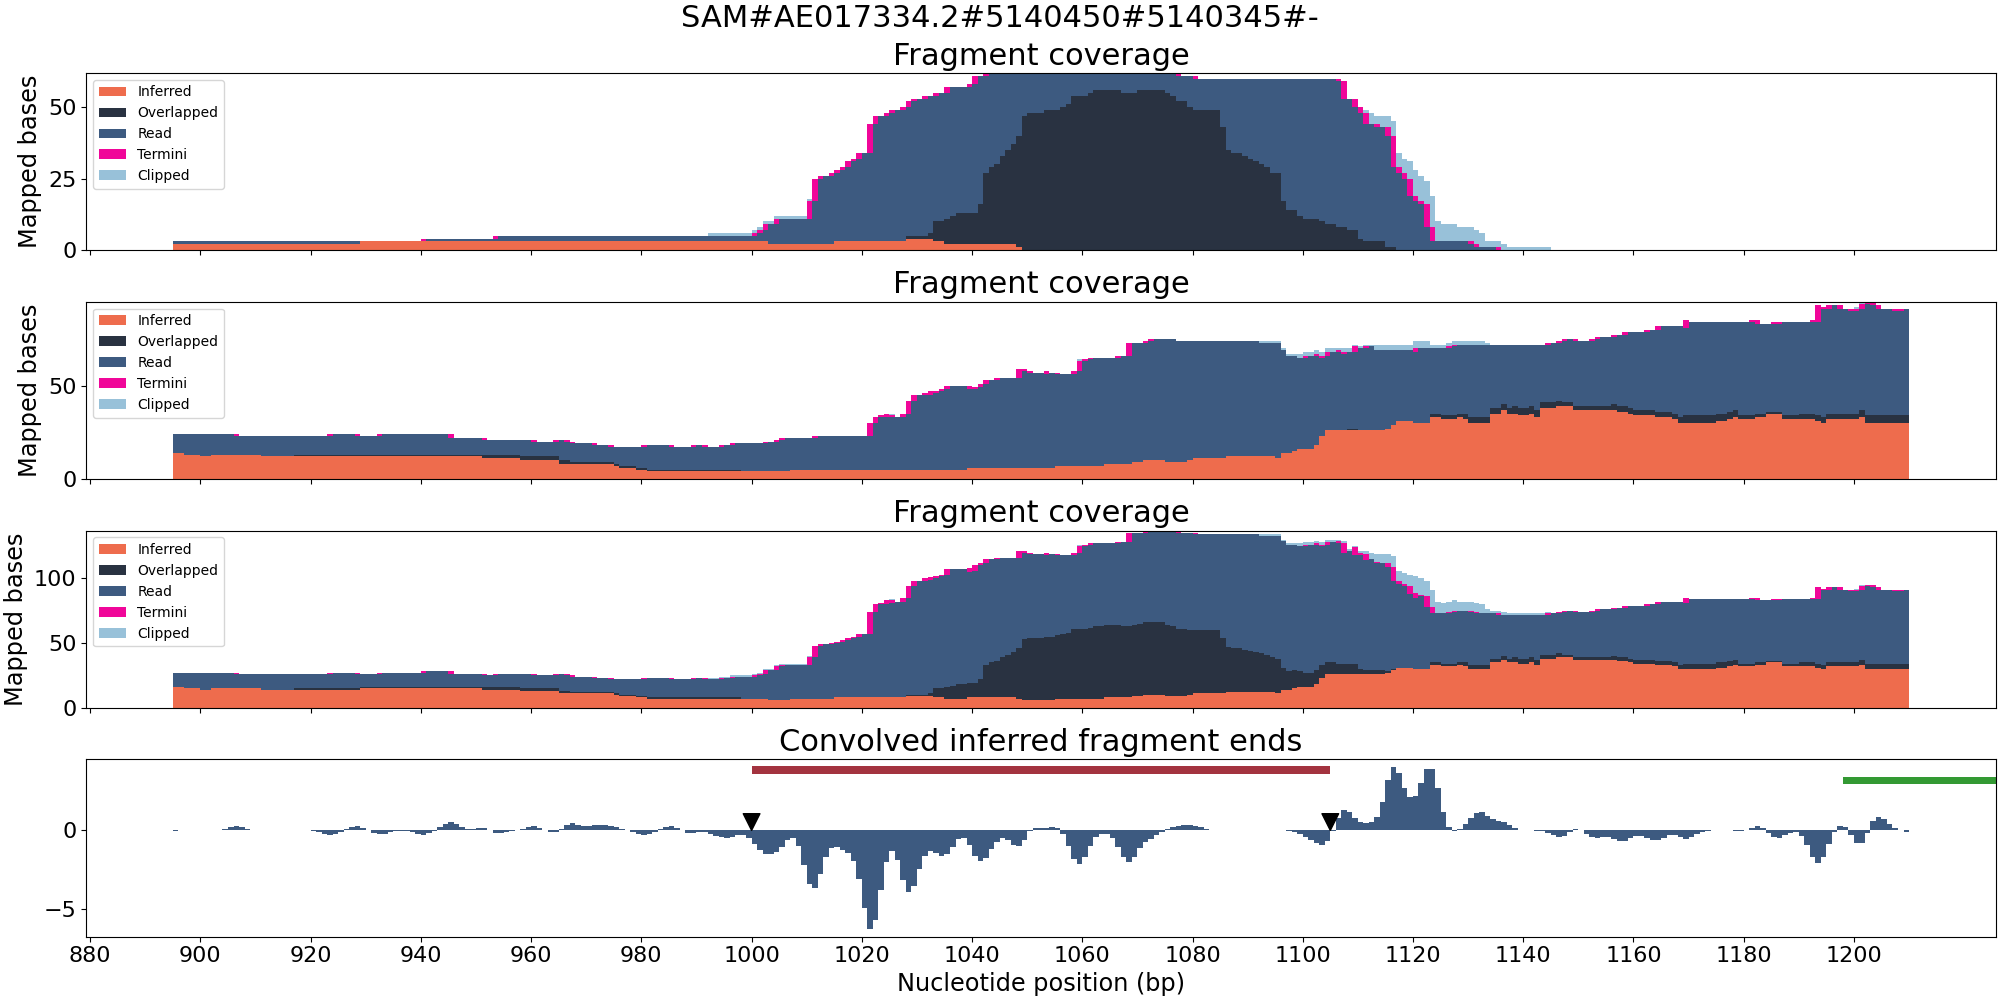 SAM#AE017334.2#5140450#5140345#-
Fragment coverage
Mapped bases
50
25
0
Inferred
Overlapped
Read
Termini
Clipped
Fragment coverage
Mapped bases
50
0
Inferred
Overlapped
Read
Termini
Clipped
Fragment coverage
Mapped bases
100
50
0
Inferred
Overlapped
Read
Termini
Clipped
Convolved inferred fragment ends
0
−5
880 900 920 940 960 980 1000 1020 1040 1060 1080 1100 1120 1140 1160 1180 1200
Nucleotide position (bp)